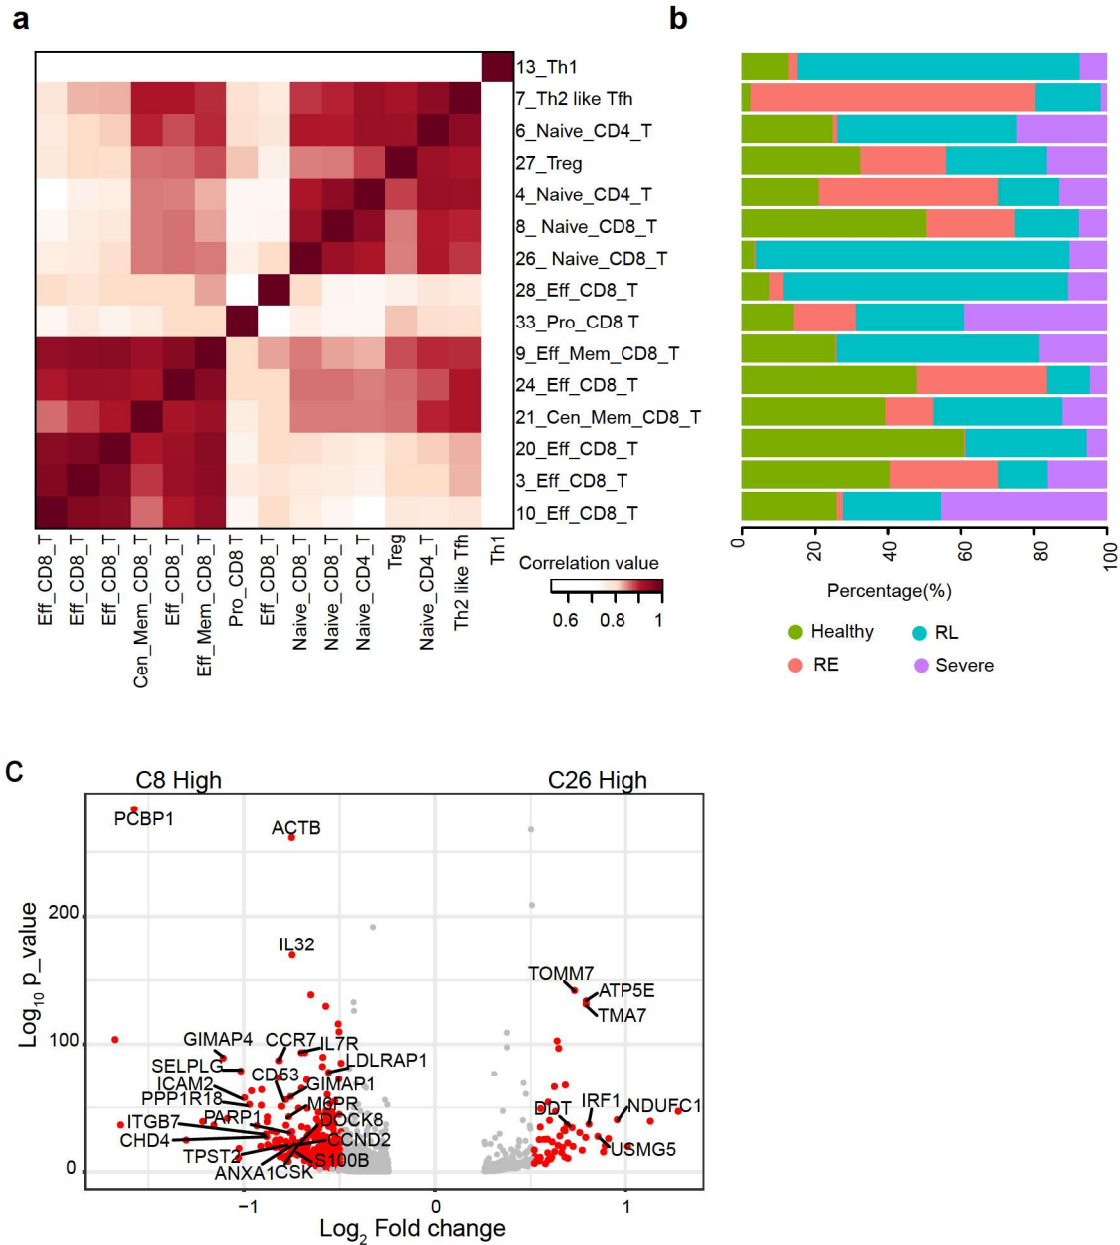 a
b
13_Th1
7_Th2 like Tfh
6_Naive_CD4_T
27_Treg
4_Naive_CD4_T
8_ Naive_CD8_T
26_ Naive_CD8_T
28_Eff_CD8_T
33_Pro_CD8 T
9_Eff_Mem_CD8_T
24_Eff_CD8_T
21_Cen_Mem_CD8_T
20_Eff_CD8_T
3_Eff_CD8_T
10_Eff_CD8_T
Eff_CD8_T
Eff_CD8_T
Eff_CD8_T
Cen_Mem_CD8_T
Eff_CD8_T
Eff_Mem_CD8_T
Pro_CD8 T
Eff_CD8_T
Naive_CD8_T
Naive_CD8_T
Naive_CD4_T
Treg
Naive_CD4_T
Th2 like Tfh
Th1
Correlation value
0.6 0.8 1
0 20 40 60 80 100
Percentage(%)
Healthy RL
RE Severe
c
C8 High C26 High
PCBP1
ACTB
IL32
TOMM7
ATP5E
TMA7
GIMAP4 CCR7 IL7R
LDLRAP1
SELPLG
CD53
ICAM2 GIMAP1
PPP1R18
PARP1
DOCK8
ITGB7
CHD4
CCND2
TPST2
S100B
ANXA1 CSK
IRF1 NDUFC1
DDT
USMG5
200
100
0
−1 0 1
Log10 p_value
Log2 Fold change